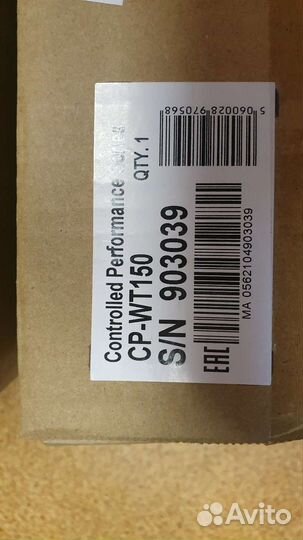 Controlled Performance Series
CP-WT150
QTY. 1
S/N 903039
EAC
5 060028 970568
MA 0562104903039
Avito